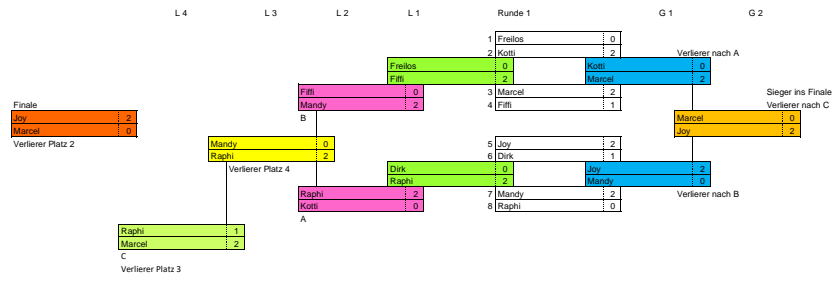 L 4 L 3 L 2 L 1 Runde 1 G 1 G 2
1 Freilos 0
2 Kotti 2 Verlierer nach A
Freilos 0 Kotti 0
Fiffi 2 Marcel 2
Fiffi 0 3 Marcel 2 Sieger ins Finale
Finale Mandy 2 4 Fiffi 1 Verlierer nach C
Joy 2 B Marcel 0
Marcel 0 Joy 2
Verlierer Platz 2 Mandy 0 5 Joy 2
Raphi 2 6 Dirk 1
Verlierer Platz 4 Dirk 0 Joy 2
Raphi 2 Mandy 0
Raphi 2 7 Mandy 2 Verlierer nach B
Kotti 0 8 Raphi 0
A
Raphi 1
Marcel 2
C
Verlierer Platz 3